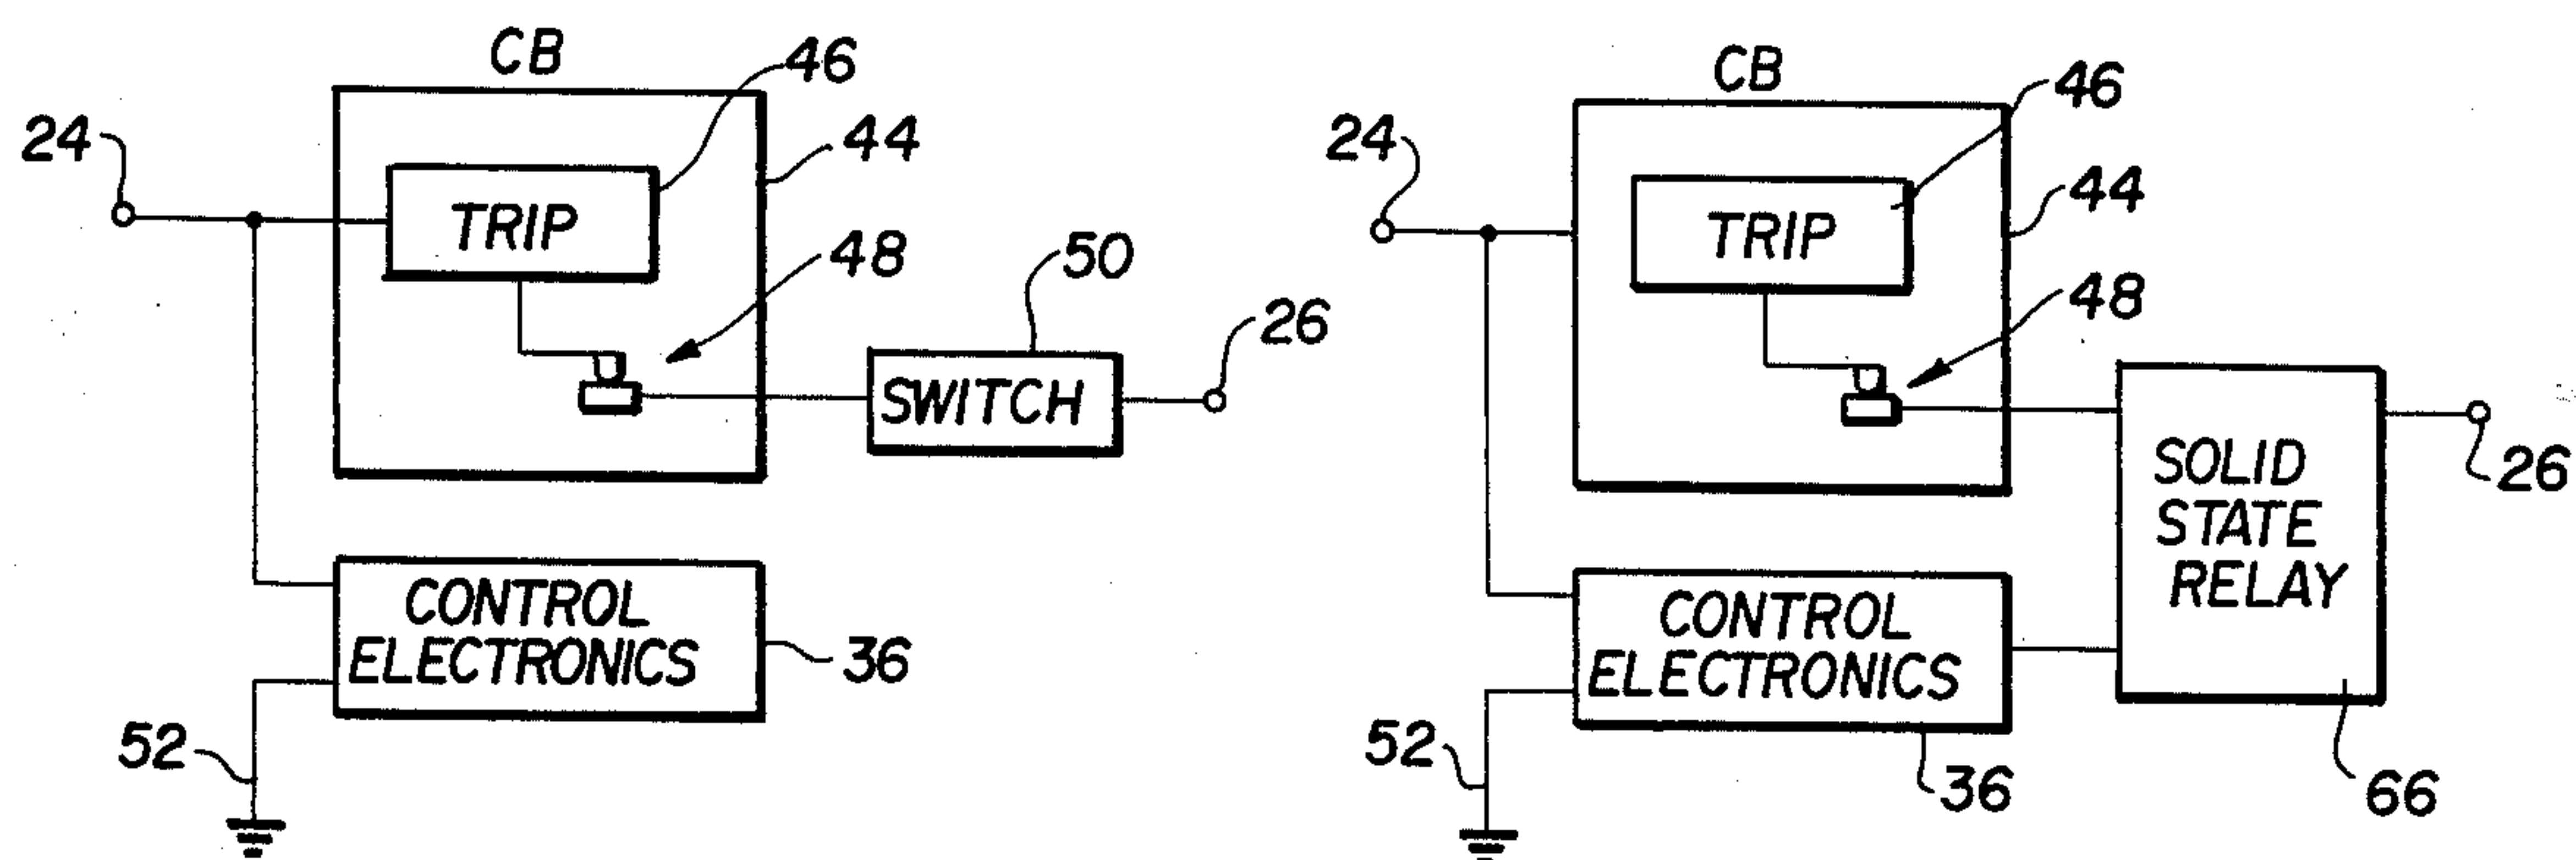 CB
46
24
44
TRIP
48
50
26
SWITCH
CONTROL
ELECTRONICS
36
52
CB
46
24
44
TRIP
48
26
SOLID
STATE
RELAY
CONTROL
ELECTRONICS
52
36
66